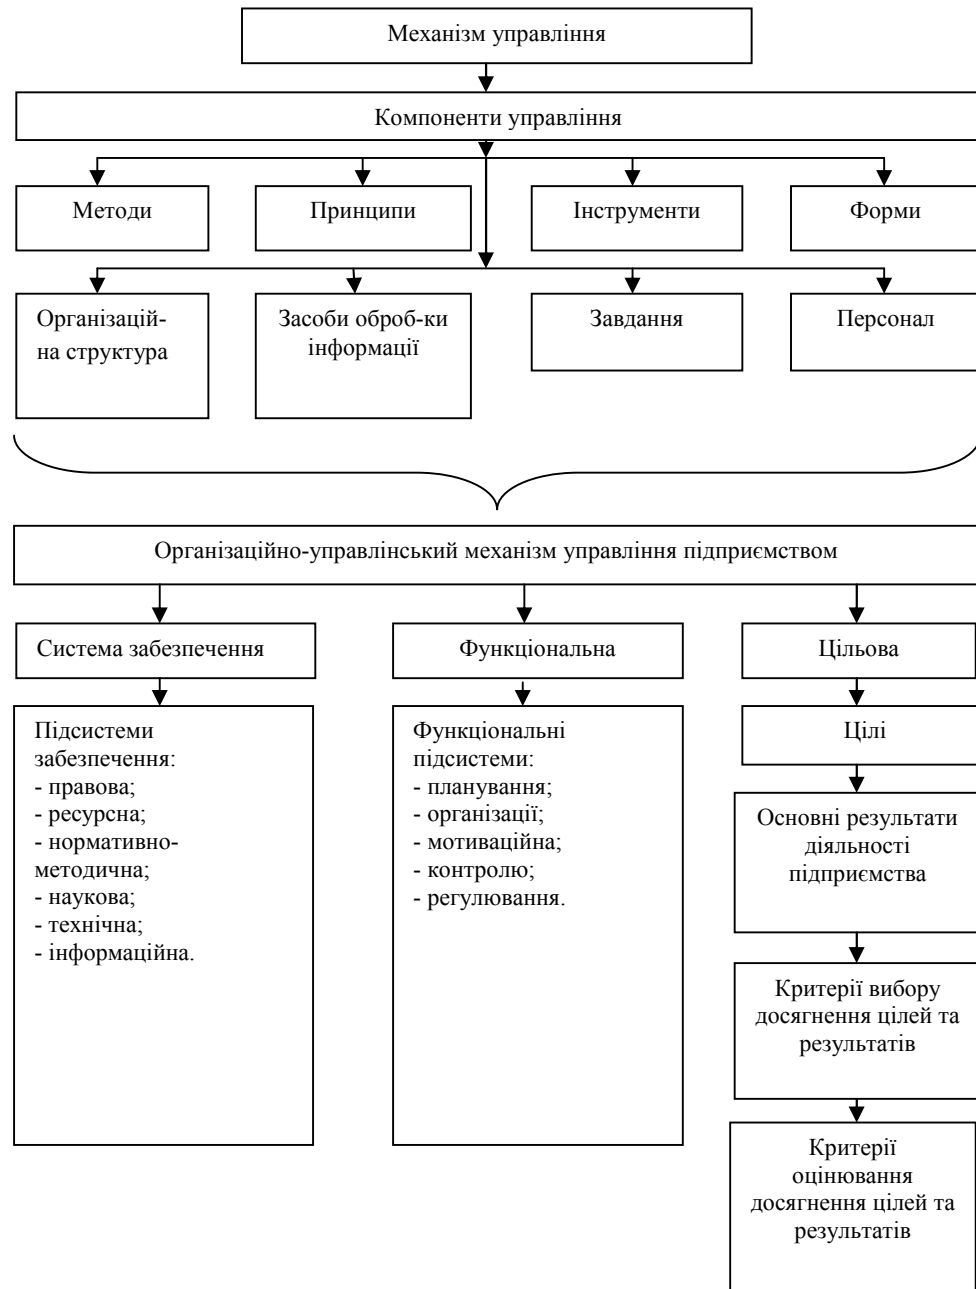 Механізм управління
Компоненти управління
Методи
Принципи
Інструменти
Форми
Організацій-
на структура
Засоби оброб-ки
інформації
Завдання
Персонал
Організаційно-управлінський механізм управління підприємством
Система забезпечення
Функціональна
Цільова
Підсистеми
забезпечення:
- правова;
- ресурсна;
- нормативно-
методична;
- наукова;
- технічна;
- інформаційна.
Функціональні
підсистеми:
- планування;
- організації;
- мотиваційна;
- контролю;
- регулювання.
Цілі
Основні результати
діяльності
підприємства
Критерії вибору
досягнення цілей та
результатів
Критерії
оцінювання
досягнення цілей та
результатів